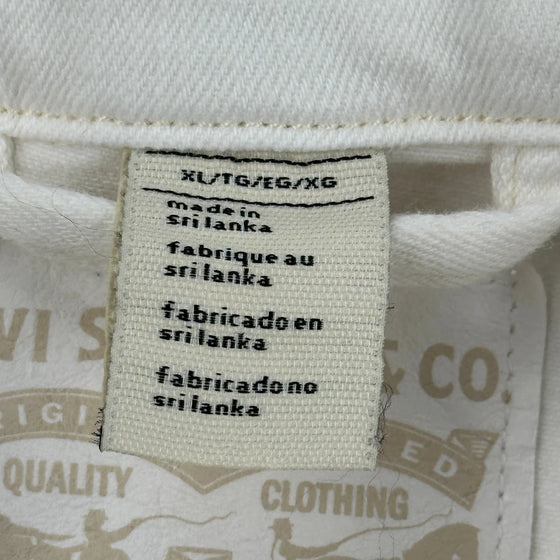 XL/TG/EG/XG
made in
sri lanka
fabrique au
sri lanka
fabricado en
sri lanka
fabricado no
sri lanka
& CO.
QUALITY
CLOTHING